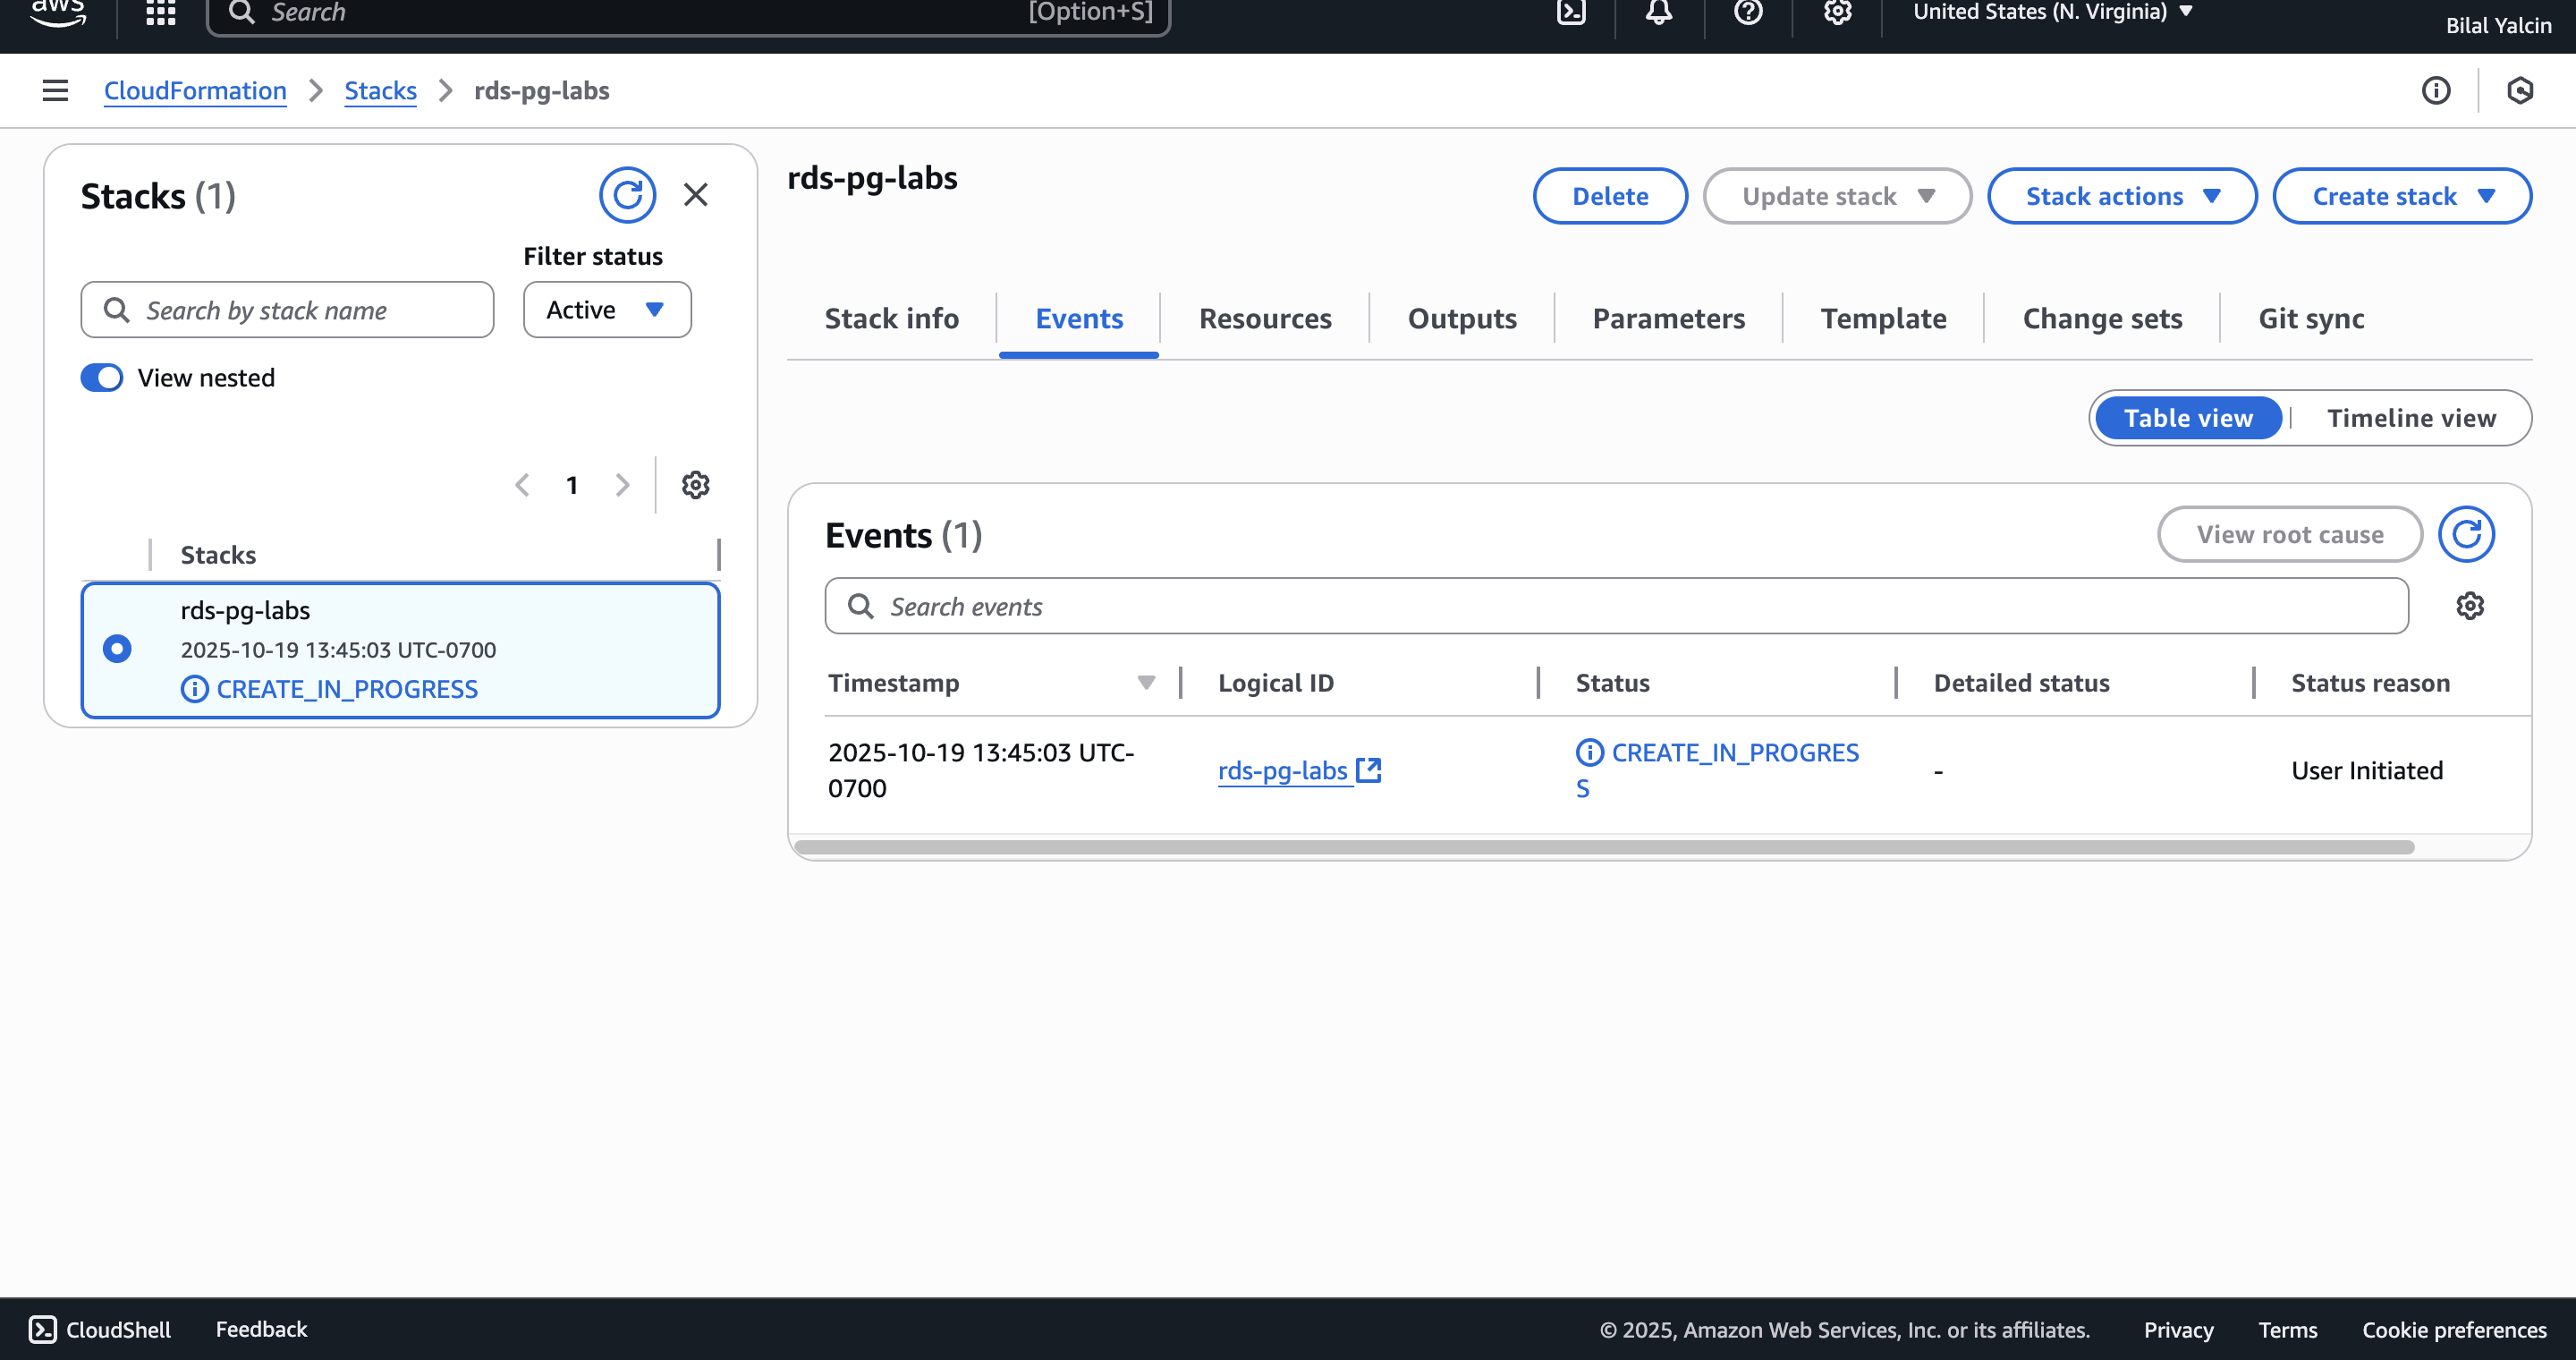 aws
Search
[Option+S]
United States (N. Virginia)
Bilal Yalcin
CloudFormation
Stacks
rds-pg-labs
Stacks (1)
Filter status
Search by stack name
Active
View nested
1
Stacks
rds-pg-labs
2025-10-19 13:45:03 UTC-0700
CREATE_IN_PROGRESS
rds-pg-labs
Delete
Update stack
Stack actions
Create stack
Stack info
Events
Resources
Outputs
Parameters
Template
Change sets
Git sync
Table view
Timeline view
Events (1)
View root cause
Search events
Timestamp
Logical ID
Status
Detailed status
Status reason
2025-10-19 13:45:03 UTC-
0700
rds-pg-labs
CREATE_IN_PROGRES
S
-
User Initiated
CloudShell
Feedback
© 2025, Amazon Web Services, Inc. or its affiliates.
Privacy
Terms
Cookie preferences